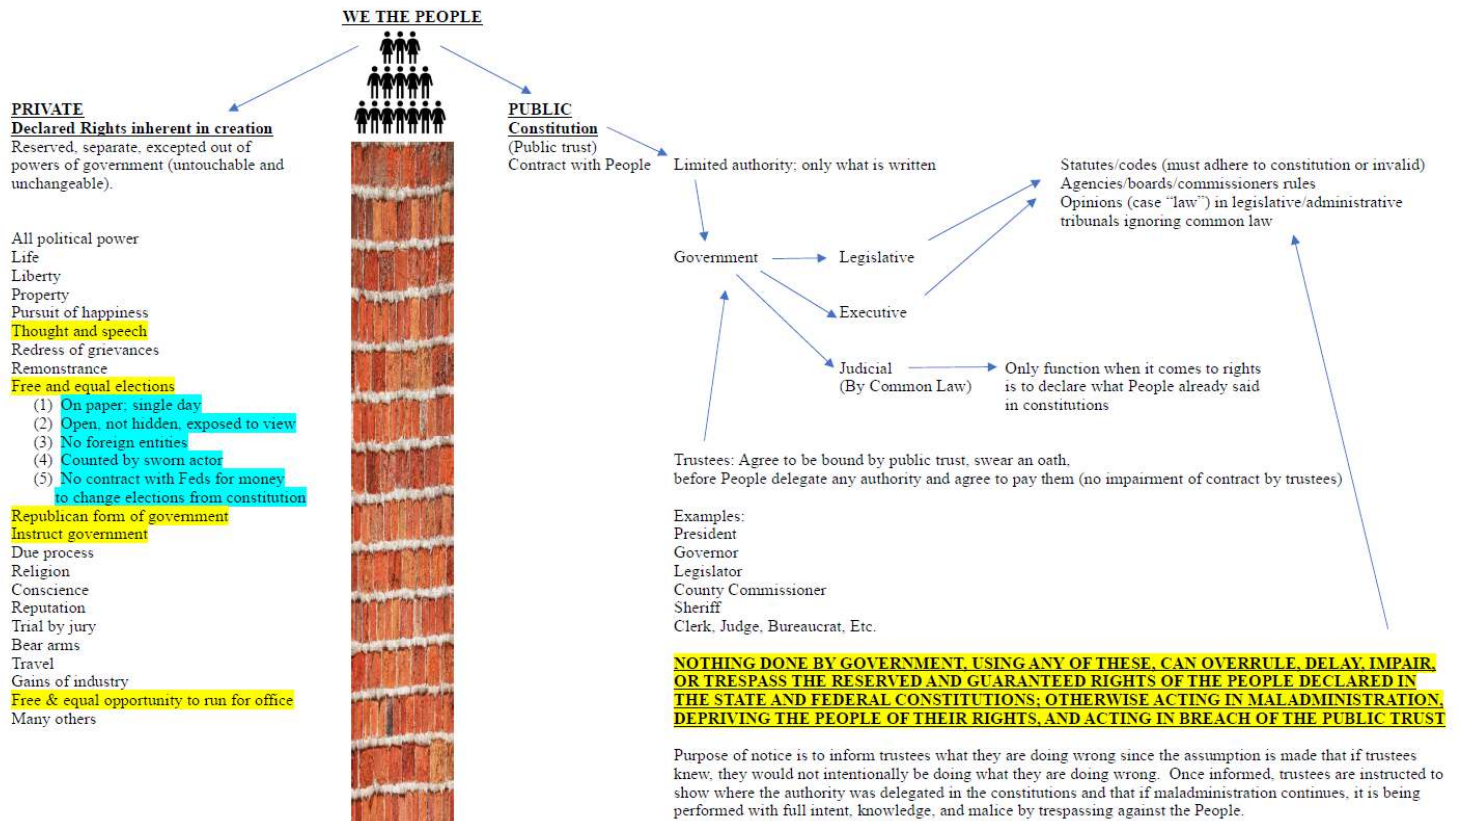 WE THE PEOPLE
PRIVATE
Declared Rights inherent in creation
Reserved, separate, excepted out of
powers of government (untouchable and
unchangeable).
All political power
Life
Liberty
Property
Pursuit of happiness
Thought and speech
Redress of grievances
Remonstrance
Free and equal elections
(1) On paper; single day
(2) Open, not hidden, exposed to view
(3) No foreign entities
(4) Counted by sworn actor
(5) No contract with Feds for money
to change elections from constitution
Republican form of government
Instruct government
Due process
Religion
Conscience
Reputation
Trial by jury
Bear arms
Travel
Gains of industry
Free & equal opportunity to run for office
Many others
PUBLIC
Constitution
(Public trust)
Contract with People
Limited authority; only what is written
Statutes/codes (must adhere to constitution or invalid)
Agencies/boards/commissioners rules
Opinions (case “law”) in legislative/administrative
tribunals ignoring common law
Government
Legislative
Executive
Judicial
(By Common Law)
Only function when it comes to rights
is to declare what People already said
in constitutions
Trustees: Agree to be bound by public trust, swear an oath,
before People delegate any authority and agree to pay them (no impairment of contract by trustees)
Examples:
President
Governor
Legislator
County Commissioner
Sheriff
Clerk, Judge, Bureaucrat, Etc.
NOTHING DONE BY GOVERNMENT, USING ANY OF THESE, CAN OVERRULE, DELAY, IMPAIR,
OR TRESPASS THE RESERVED AND GUARANTEED RIGHTS OF THE PEOPLE DECLARED IN
THE STATE AND FEDERAL CONSTITUTIONS; OTHERWISE ACTING IN MALADMINISTRATION,
DEPRIVING THE PEOPLE OF THEIR RIGHTS, AND ACTING IN BREACH OF THE PUBLIC TRUST
Purpose of notice is to inform trustees what they are doing wrong since the assumption is made that if trustees
knew, they would not intentionally be doing what they are doing wrong.  Once informed, trustees are instructed to
show where the authority was delegated in the constitutions and that if maladministration continues, it is being
performed with full intent, knowledge, and malice by trespassing against the People.